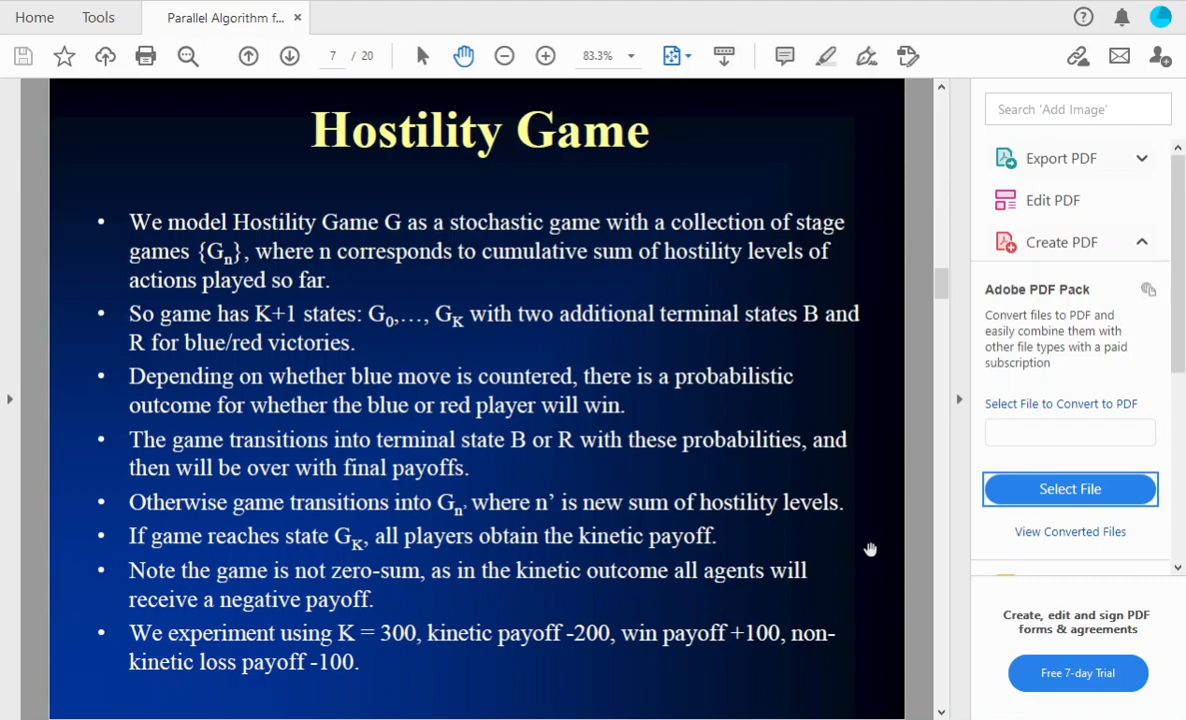 Home
Tools
Parallel Algorithm f...
7 / 20
83.3%
Hostility Game
• We model Hostility Game G as a stochastic game with a collection of stage
games {Gn}, where n corresponds to cumulative sum of hostility levels of
actions played so far.
• So game has K+1 states: G0,…, GK with two additional terminal states B and
R for blue/red victories.
• Depending on whether blue move is countered, there is a probabilistic
outcome for whether the blue or red player will win.
• The game transitions into terminal state B or R with these probabilities, and
then will be over with final payoffs.
• Otherwise game transitions into Gn' where n' is new sum of hostility levels.
• If game reaches state GK, all players obtain the kinetic payoff.
• Note the game is not zero-sum, as in the kinetic outcome all agents will
receive a negative payoff.
• We experiment using K = 300, kinetic payoff -200, win payoff +100, non-
kinetic loss payoff -100.
Search 'Add Image'
Export PDF
Edit PDF
Create PDF
Adobe PDF Pack
Convert files to PDF and
easily combine them with
other file types with a paid
subscription
Select File to Convert to PDF
Select File
View Converted Files
Create, edit and sign PDF
forms & agreements
Free 7-day Trial